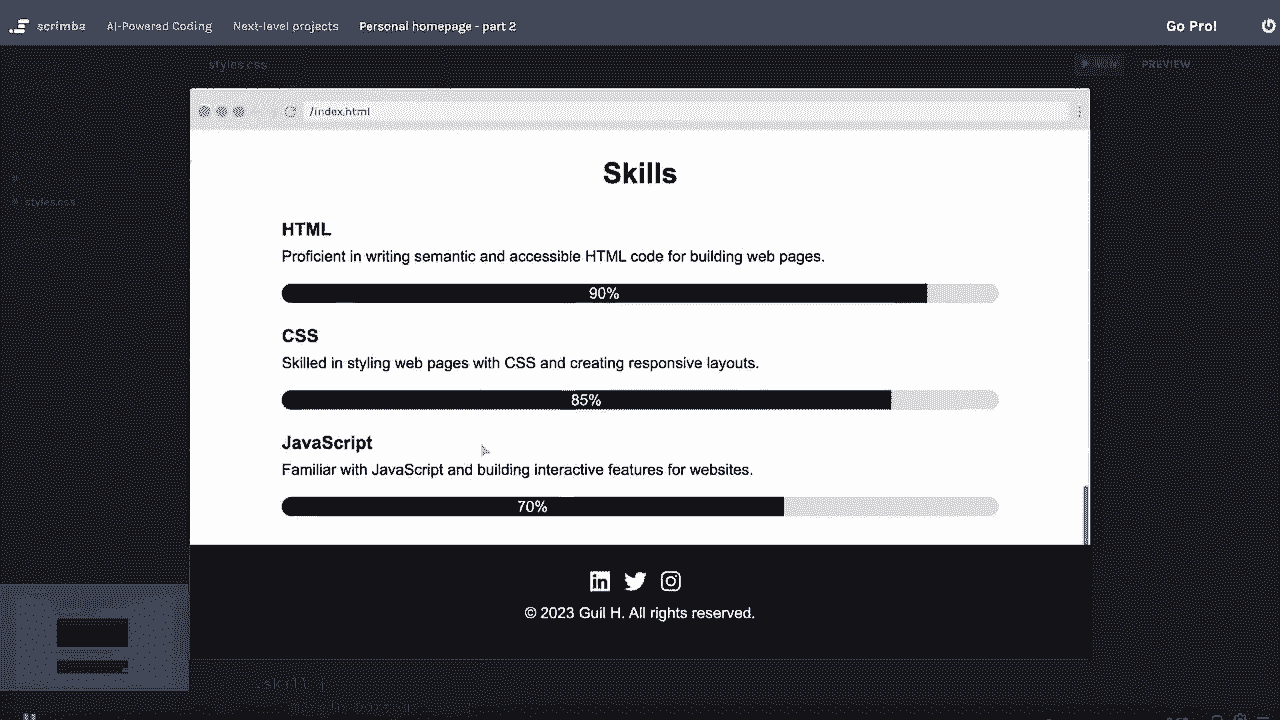 scrimba AI-Powered Coding Next-level projects Personal homepage - part 2 Go Pro!
styles.css PREVIEW
/index.html
styles.css
Skills
HTML
Proficient in writing semantic and accessible HTML code for building web pages.
90%
CSS
Skilled in styling web pages with CSS and creating responsive layouts.
85%
JavaScript
Familiar with JavaScript and building interactive features for websites.
70%
© 2023 Guil H. All rights reserved.
.skill {